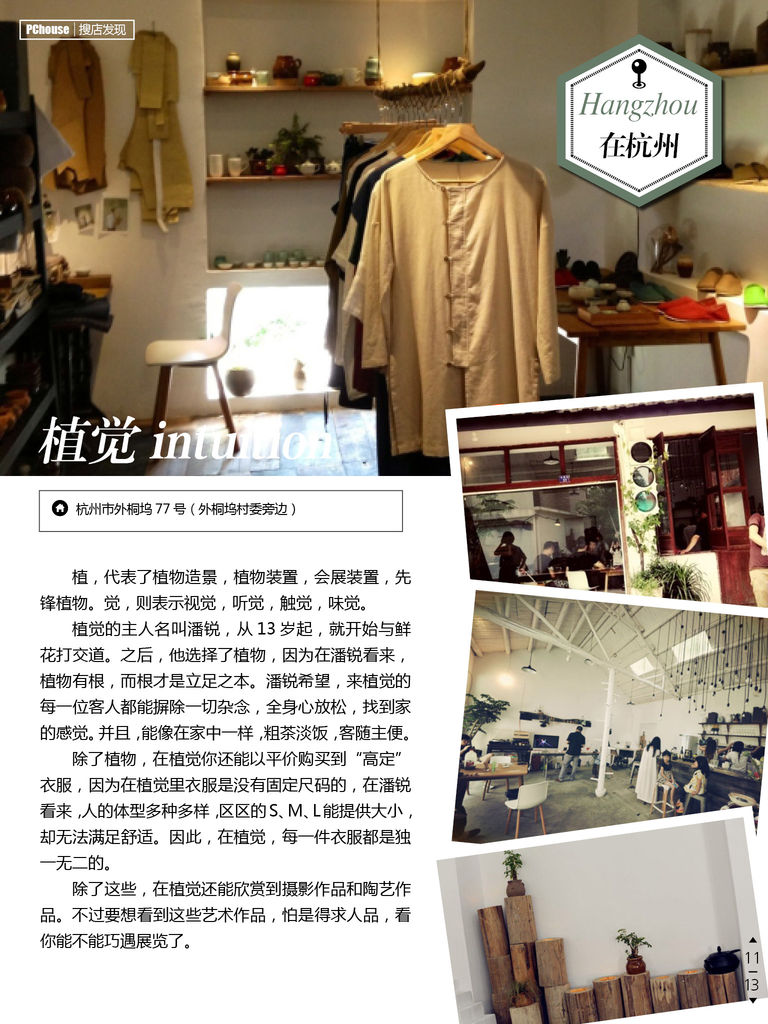 PChouse 搜店发现
Hangzhou
在杭州
植觉 intuition
杭州市外桐坞 77 号（外桐坞村委旁边）
植，代表了植物造景，植物装置，会展装置，先
锋植物。觉，则表示视觉，听觉，触觉，味觉。
植觉的主人名叫潘锐，从 13 岁起，就开始与鲜
花打交道。之后，他选择了植物，因为在潘锐看来，
植物有根，而根才是立足之本。潘锐希望，来植觉的
每一位客人都能摒除一切杂念，全身心放松，找到家
的感觉。并且，能像在家中一样，粗茶淡饭，客随主便。
除了植物，在植觉你还能以平价购买到“高定”
衣服，因为在植觉里衣服是没有固定尺码的，在潘锐
看来，人的体型多种多样，区区的 S、M、L 能提供大小，
却无法满足舒适。因此，在植觉，每一件衣服都是独
一无二的。
除了这些，在植觉还能欣赏到摄影作品和陶艺作
品。不过要想看到这些艺术作品，怕是得求人品，看
你能不能巧遇展览了。
11
13